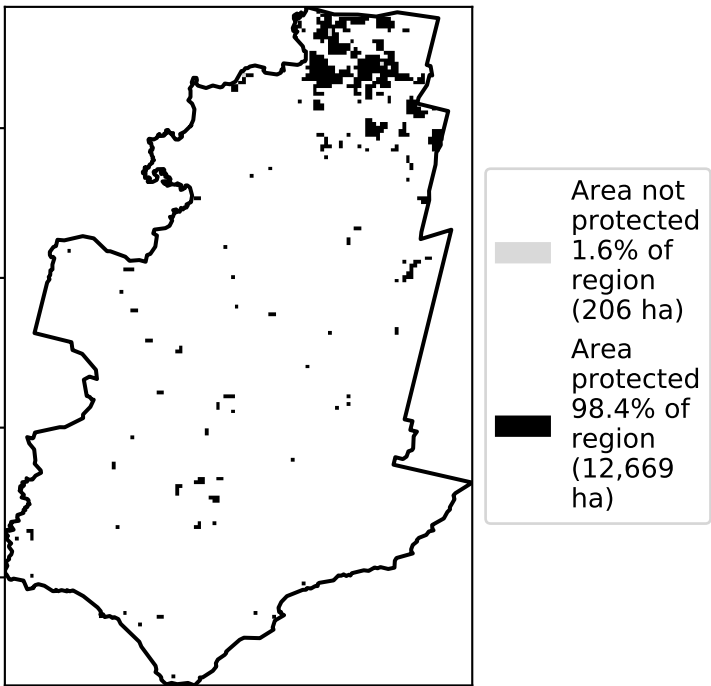 Area not
protected
1.6% of
region
(206 ha)
Area
protected
98.4% of
region
(12,669
ha)